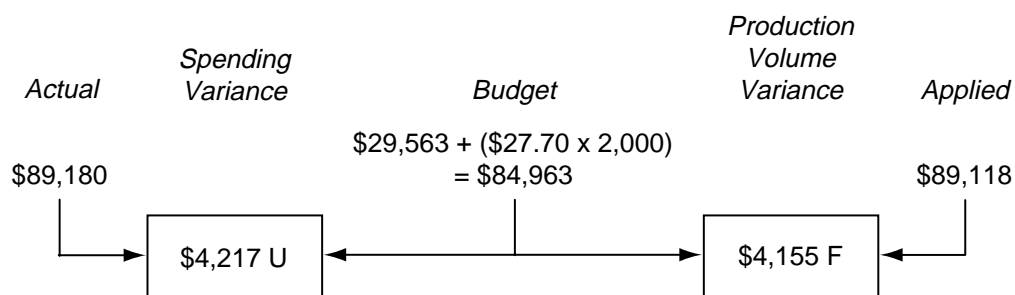 Actual
Spending
Variance
Budget
Production
Volume
Variance
Applied
$89,180
$29,563 + ($27.70 x 2,000)
= $84,963
$89,118
$4,217 U
$4,155 F